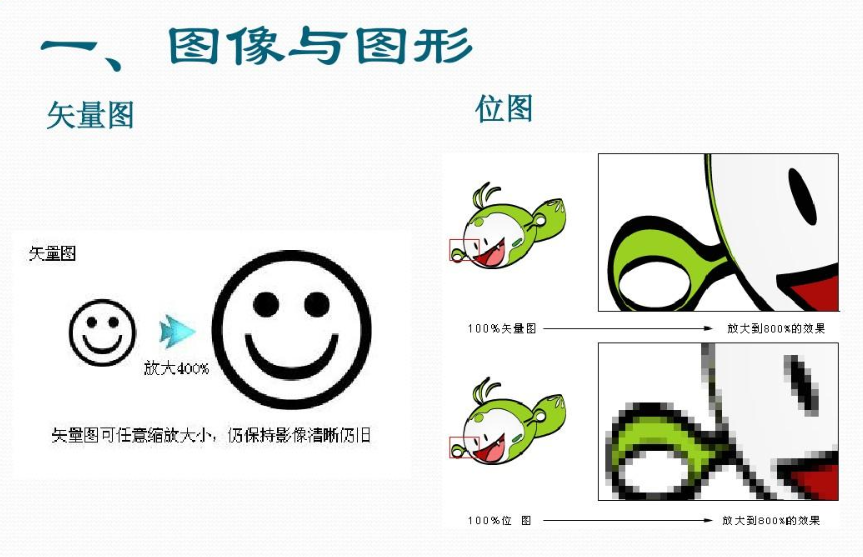 一、图像与图形
矢量图
位图
矢量图
放大400%
矢量图可任意缩放大小，仍保持影像清晰仍旧
100%矢量图
放大到800%的效果
100%位 图
放大到800%的效果